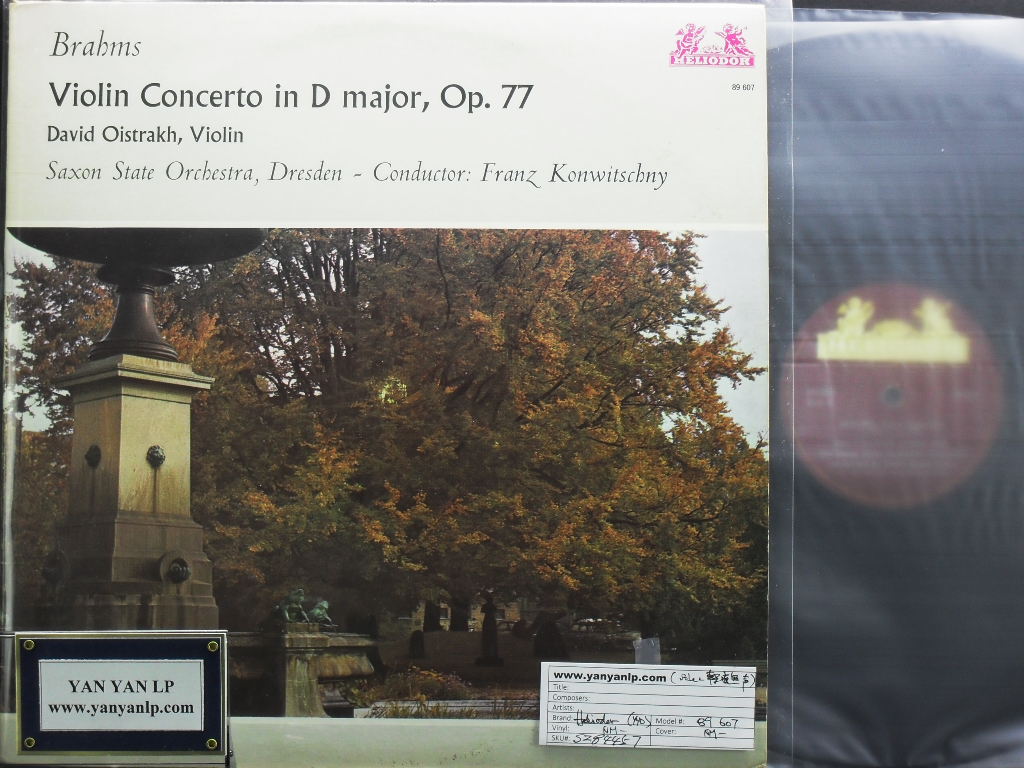 Brahms
HELIODOR
89 607
Violin Concerto in D major, Op. 77
David Oistrakh, Violin
Saxon State Orchestra, Dresden - Conductor: Franz Konwitschny
YAN YAN LP
www.yanyanlp.com
www.yanyanlp.com
Title:
Composers:
Artists:
Brand: Heliodor Model #: 89 607
Vinyl: NM- Cover: NM-
SKU#: